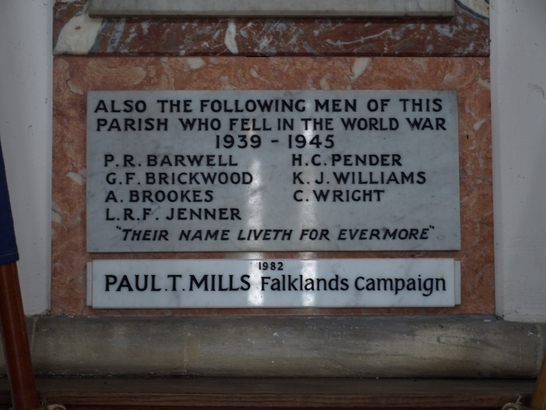 ALSO THE FOLLOWING MEN OF THIS
PARISH WHO FELL IN THE WORLD WAR
1939 - 1945
P. R. BARWELL
G. F. BRICKWOOD
A. BROOKES
L. R. F. JENNER
H. C. PENDER
K. J. WILLIAMS
C. WRIGHT
"THEIR NAME LIVETH FOR EVERMORE"
1982
PAUL. T. MILLS Falklands Campaign